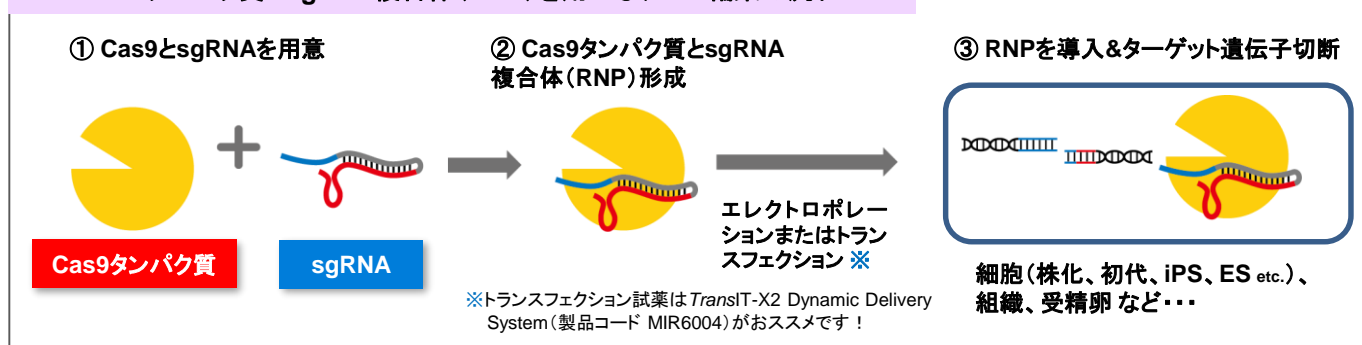 ① Cas9とsgRNAを用意
② Cas9タンパク質とsgRNA
複合体（RNP）形成
③ RNPを導入&ターゲット遺伝子切断
エレクトロポレー
ションまたはトラン
スフェクション ※
Cas9タンパク質
sgRNA
※トランスフェクション試薬はTransIT-X2 Dynamic Delivery
System（製品コード MIR6004）がおススメです！
細胞（株化、初代、iPS、ES etc.）、
組織、受精卵 など・・・